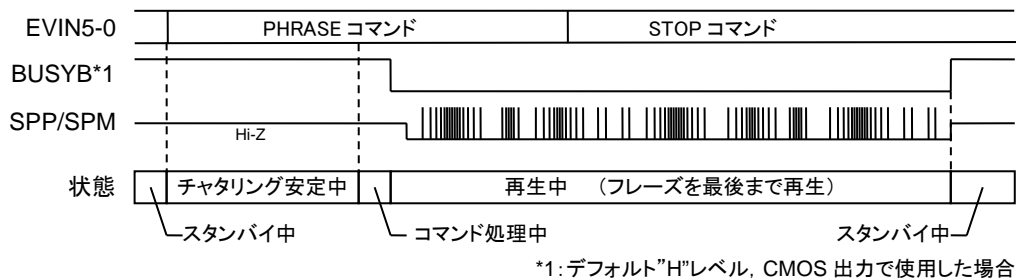 EVIN5-0 PHRASE コマンド STOP コマンド
BUSYB*1
SPP/SPM Hi-Z
状態 チャタリング安定中 再生中 (フレーズを最後まで再生)
スタンバイ中 コマンド処理中 スタンバイ中
*1:デフォルト”H”レベル, CMOS 出力で使用した場合